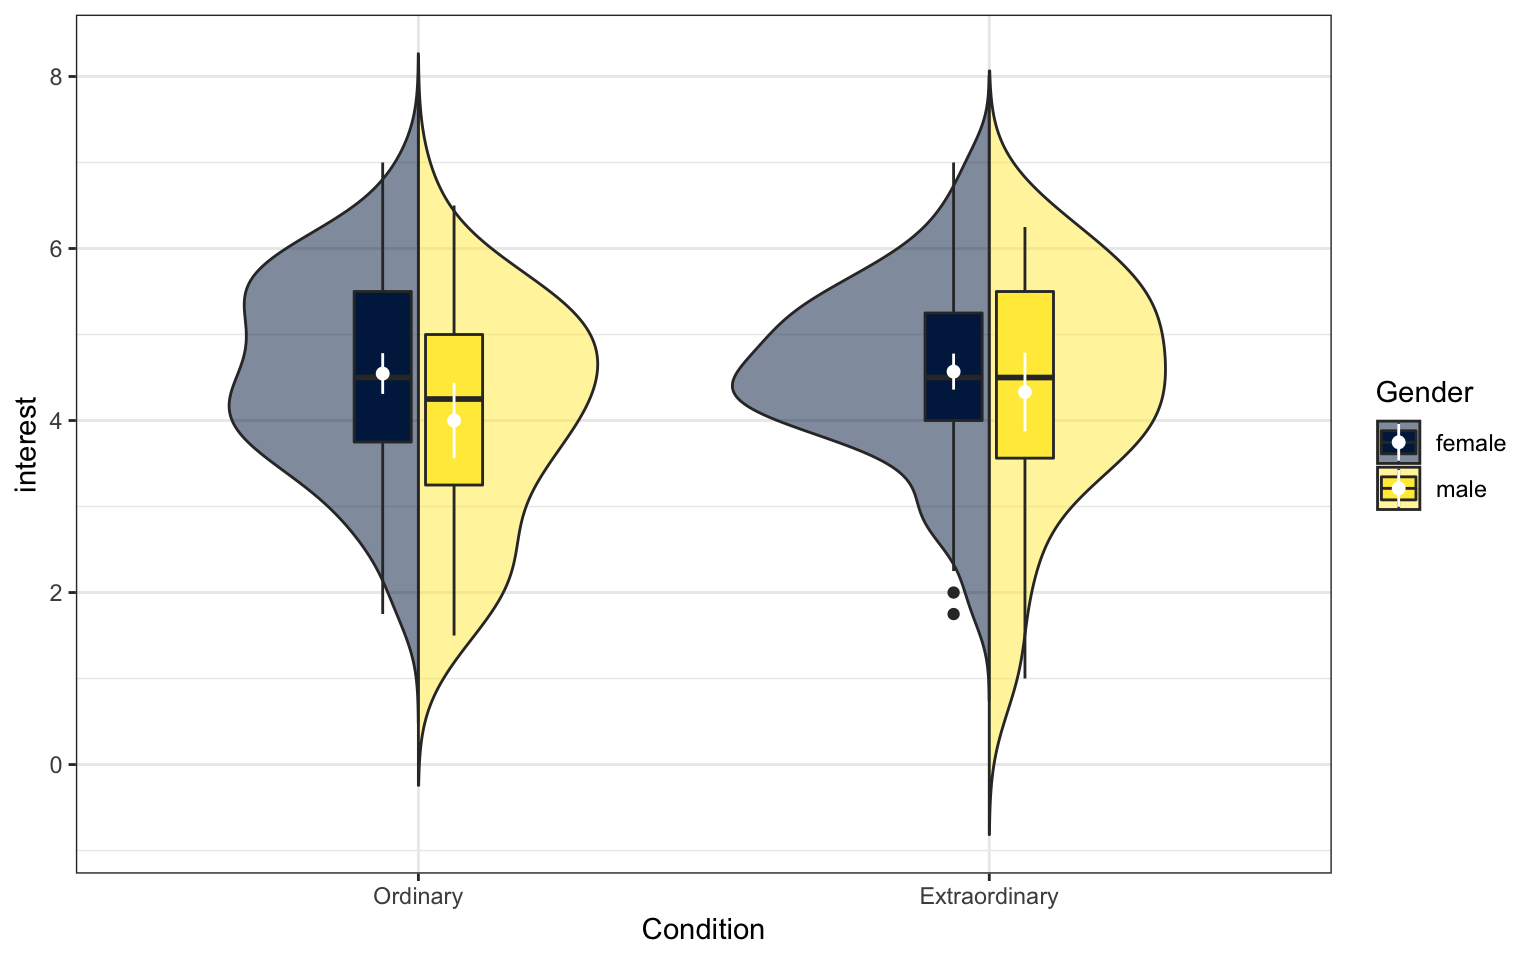 8
6
4
2
0
interest
Ordinary
Extraordinary
Condition
Gender
female
male